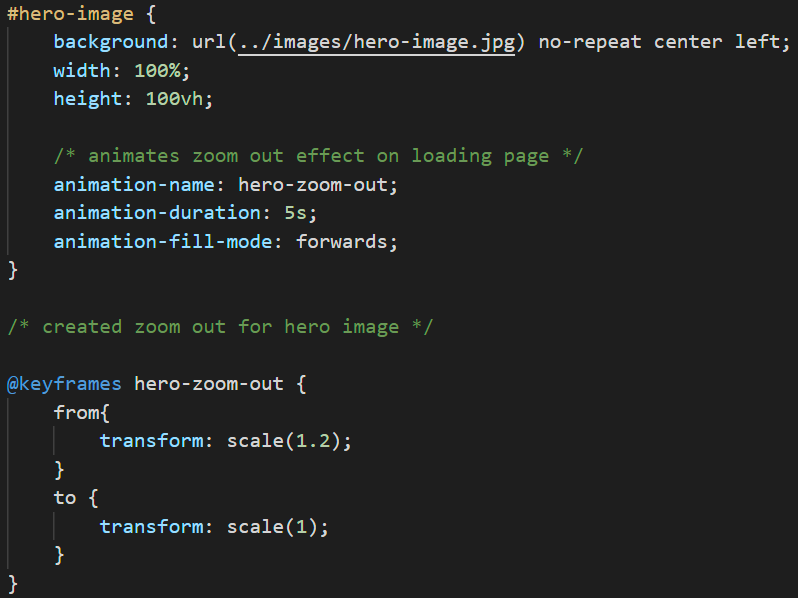 #hero-image {
    background: url(../images/hero-image.jpg) no-repeat center left;
    width: 100%;
    height: 100vh;

    /* animates zoom out effect on loading page */
    animation-name: hero-zoom-out;
    animation-duration: 5s;
    animation-fill-mode: forwards;
}

/* created zoom out for hero image */

@keyframes hero-zoom-out {
    from{
        transform: scale(1.2);
    }
    to {
        transform: scale(1);
    }
}